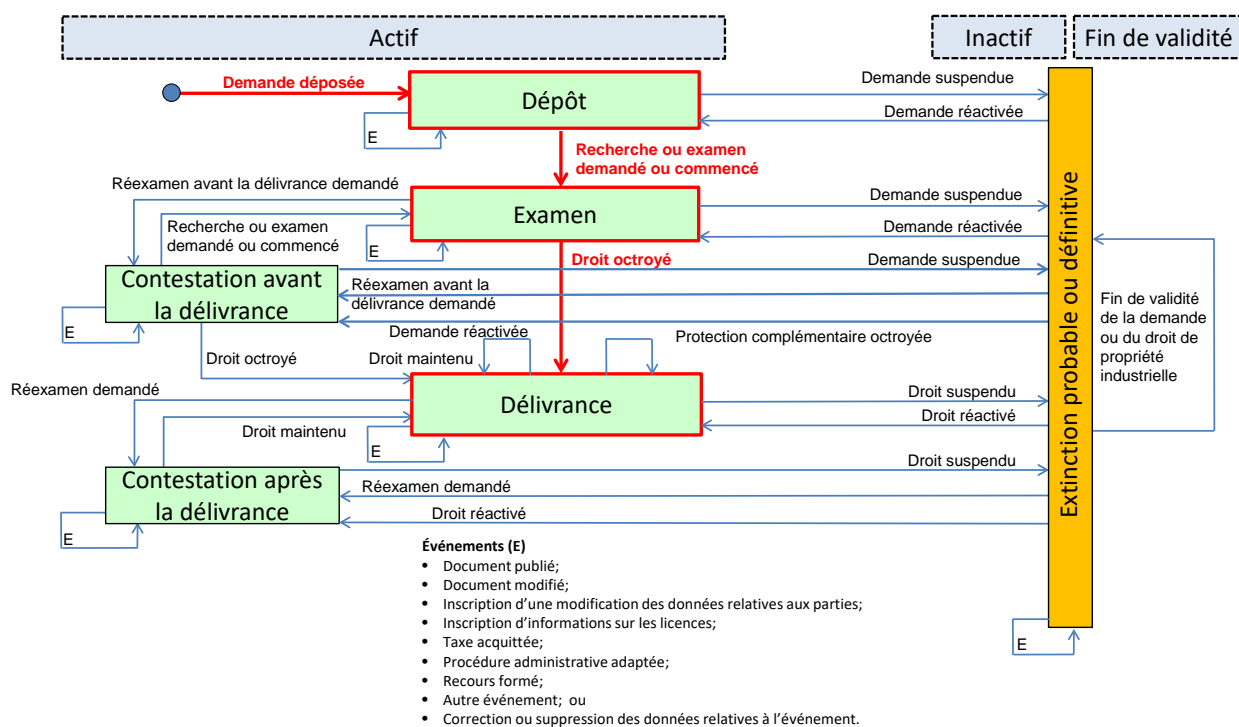 Actif
Inactif
Fin de validité
Demande déposée
Dépôt
Demande suspendue
Demande réactivée
E
Recherche ou examen
demandé ou commencé
Réexamen avant la délivrance demandé
Examen
Demande suspendue
Demande réactivée
Recherche ou examen
demandé ou commencé
E
Droit octroyé
Contestation avant
la délivrance
Demande suspendue
Réexamen avant la
délivrance demandé
E
Demande réactivée
Protection complémentaire octroyée
Droit octroyé
Droit maintenu
Fin de validité
de la demande
ou du droit de
propriété
industrielle
Extinction probable ou définitive
Réexamen demandé
Délivrance
Droit suspendu
Droit réactivé
Droit maintenu
E
Contestation après
la délivrance
Droit suspendu
Réexamen demandé
Droit réactivé
E
Événements (E)
• Document publié;
• Document modifié;
• Inscription d’une modification des données relatives aux parties;
• Inscription d’informations sur les licences;
• Taxe acquittée;
• Procédure administrative adaptée;
• Recours formé;
• Autre événement; ou
• Correction ou suppression des données relatives à l’événement.
E